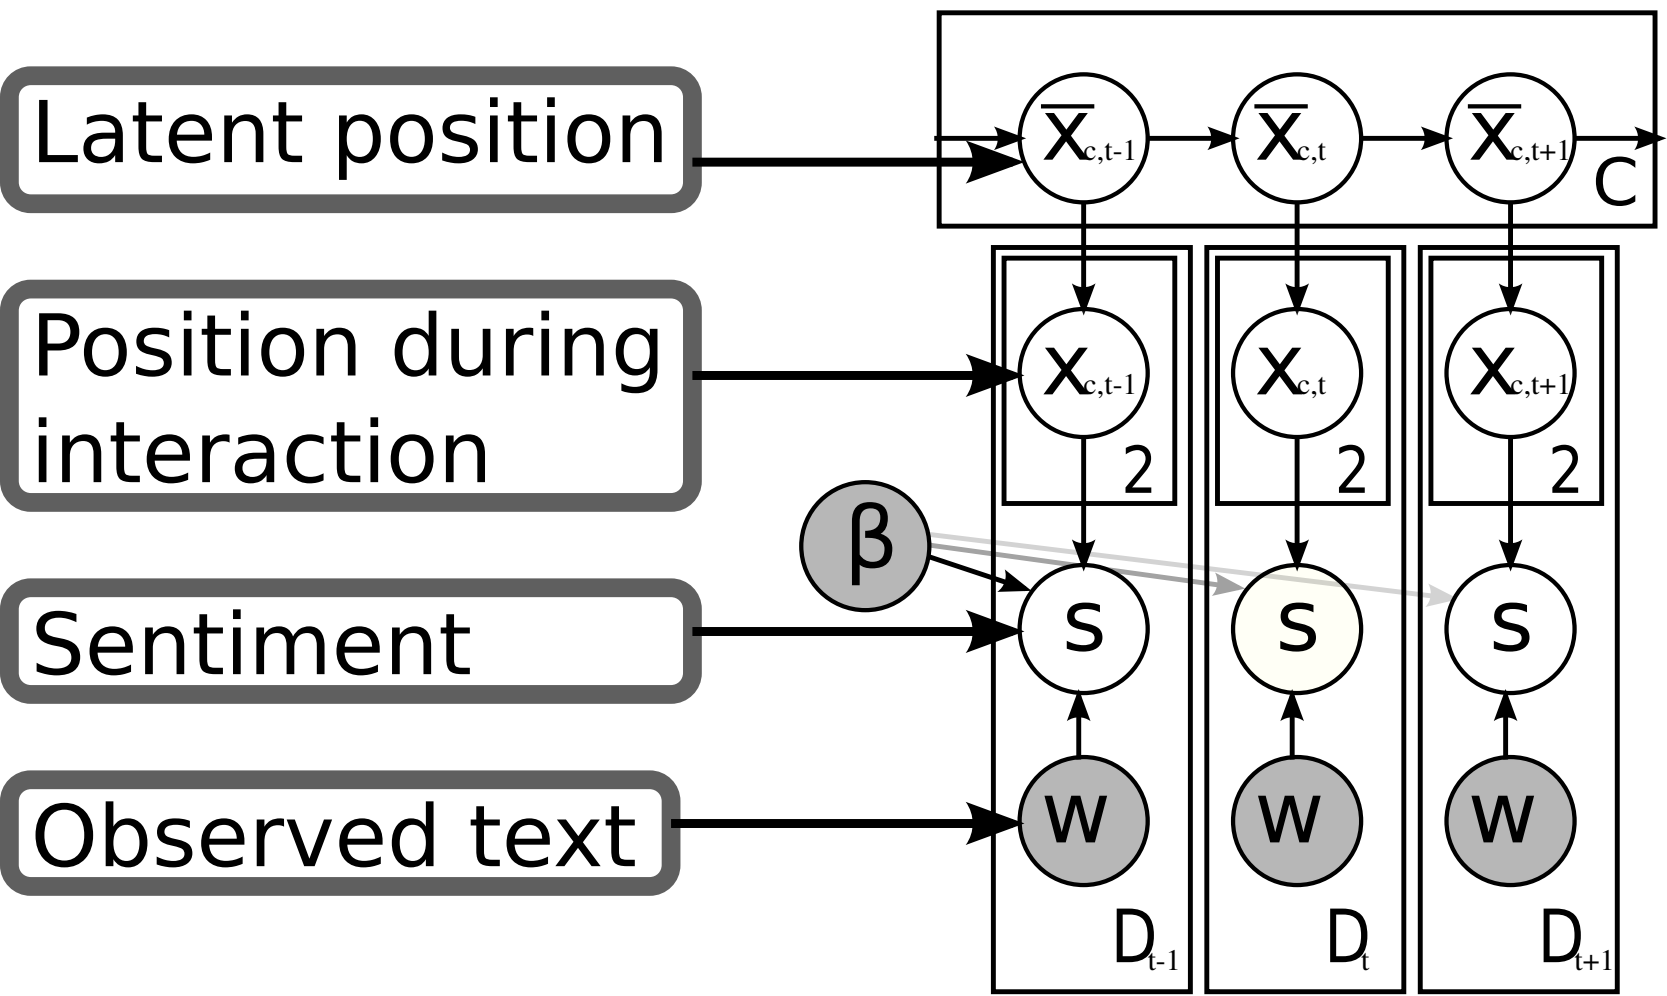 Latent position
x̅c,t-1 x̅c,t x̅c,t+1
C
Position during
interaction
xc,t-1 xc,t xc,t+1
2 2 2
β
Sentiment
s s s
Observed text
w w w
Dt-1 Dt Dt+1